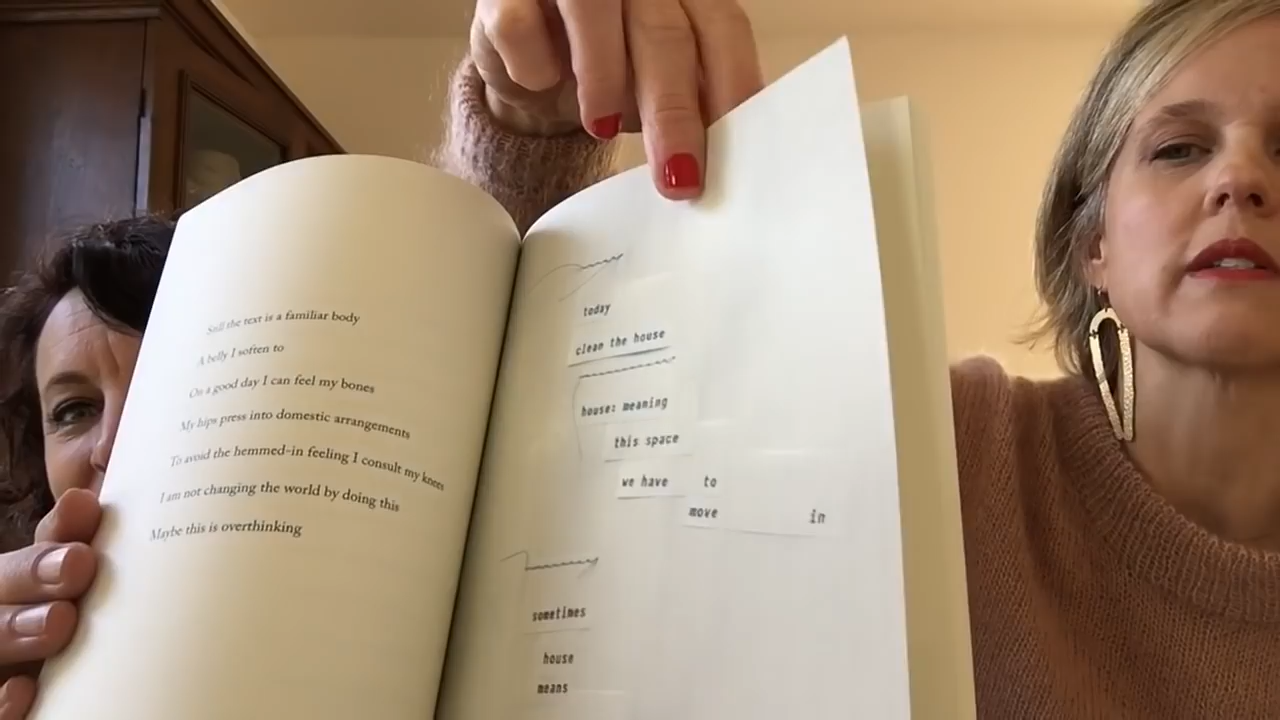 Still the text is a familiar body
A belly I soften to
On a good day I can feel my bones
My hips press into domestic arrangements
To avoid the hemmed-in feeling I consult my knees
I am not changing the world by doing this
Maybe this is overthinking
today
clean the house
house: meaning
this space
we have to
move in
sometimes
house
means